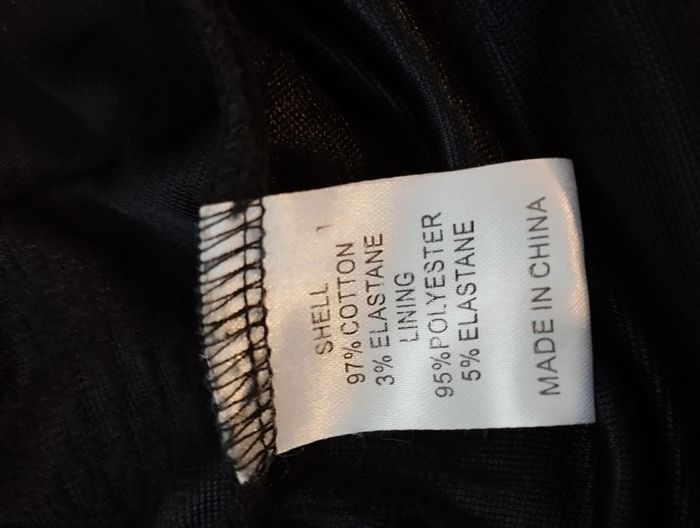 SHELL
97% COTTON
3% ELASTANE
LINING
95%POLYESTER
5% ELASTANE
MADE IN CHINA